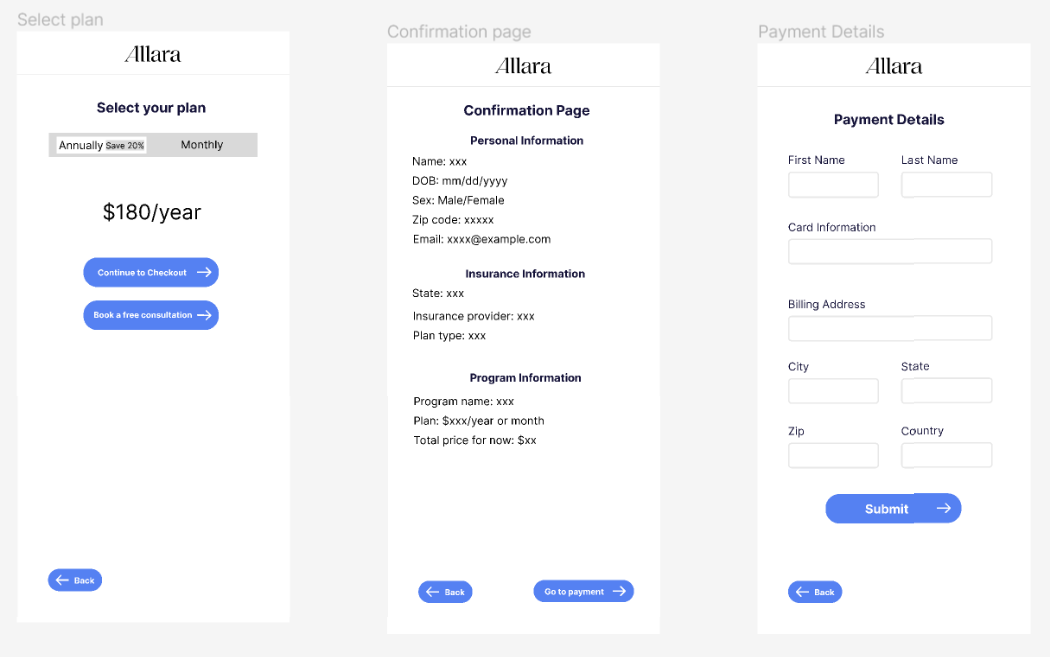 Select plan
Allara
Select your plan
Annually Save 20% Monthly
$180/year
Continue to Checkout
Book a free consultation
Back
Confirmation page
Allara
Confirmation Page
Personal Information
Name: xxx
DOB: mm/dd/yyyy
Sex: Male/Female
Zip code: xxxxx
Email: xxxx@example.com
Insurance Information
State: xxx
Insurance provider: xxx
Plan type: xxx
Program Information
Program name: xxx
Plan: $xxx/year or month
Total price for now: $xx
Back
Go to payment
Payment Details
Allara
Payment Details
First Name Last Name
Card Information
Billing Address
City State
Zip Country
Submit
Back